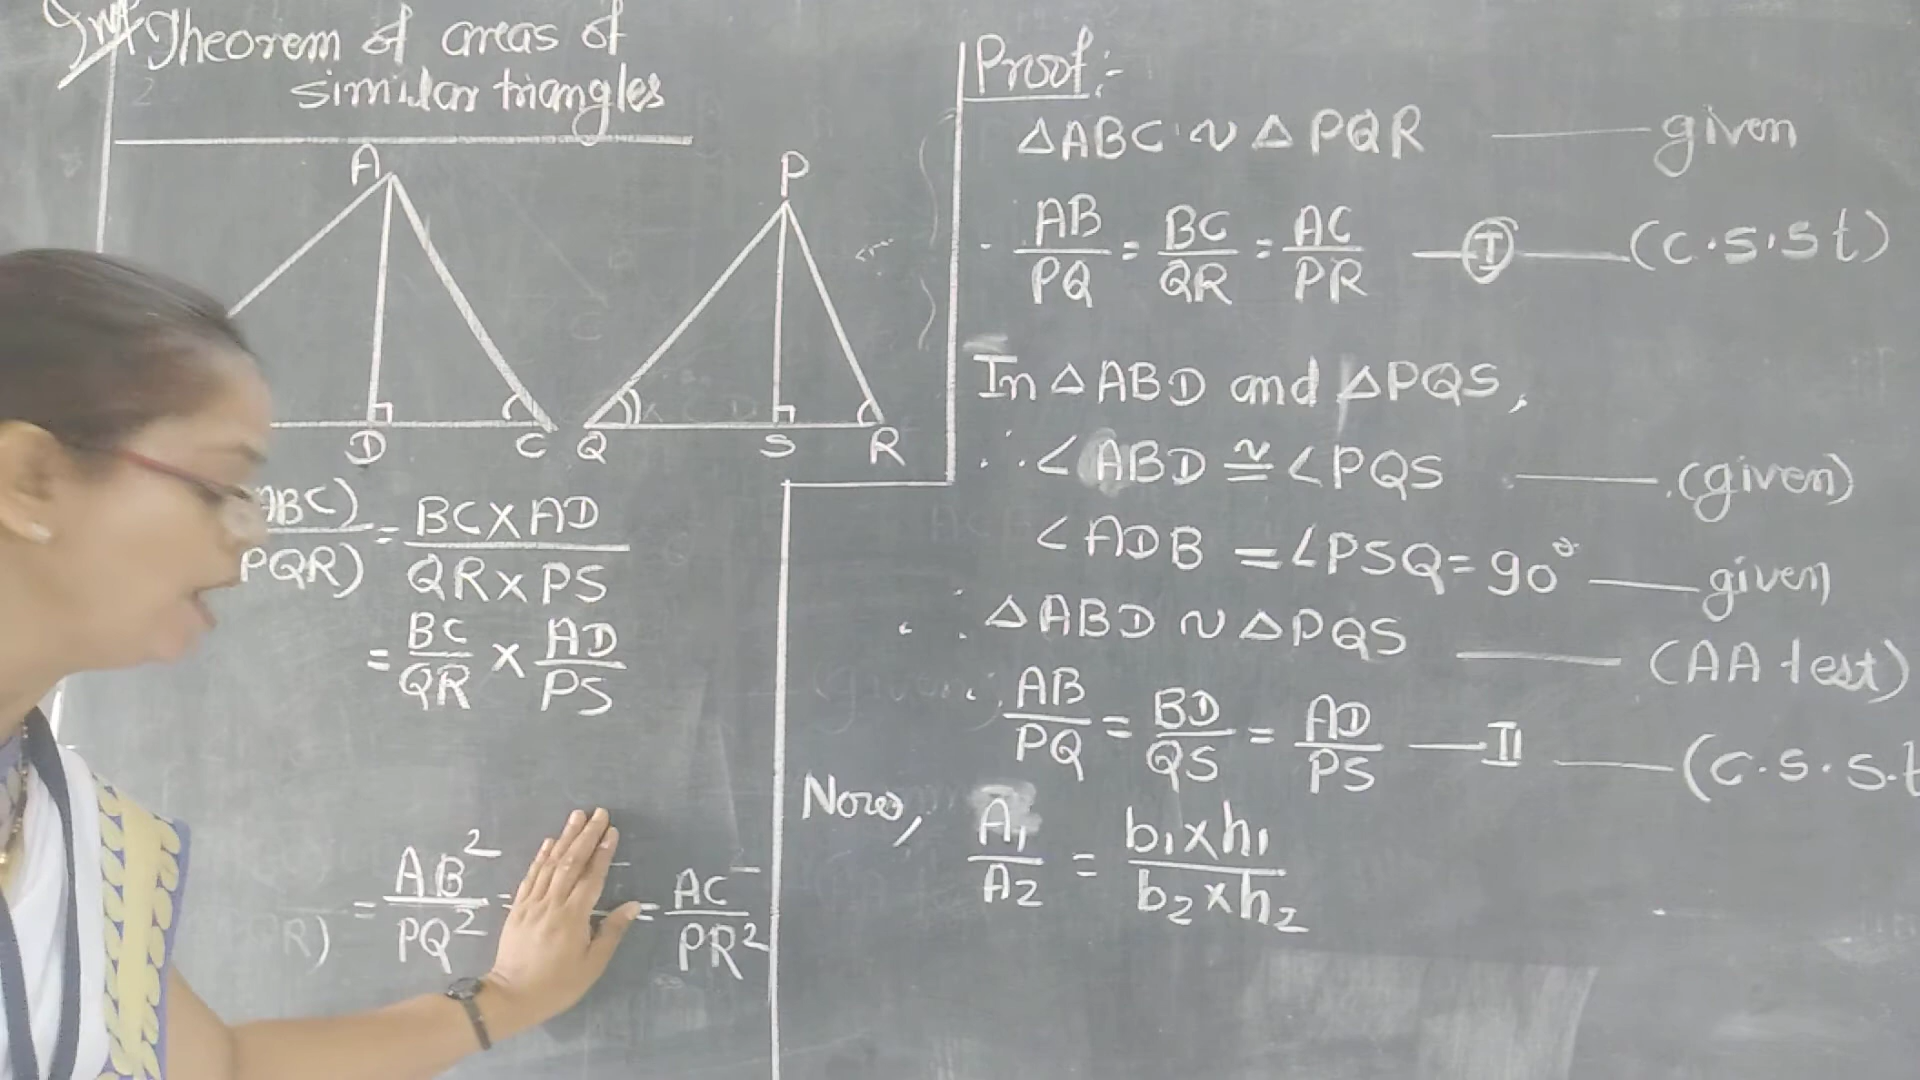 Theorem of areas of
similar triangles
A
P
D C Q S R
ABC) = BC×AD
PQR) QR×PS
= BC/QR × AD/PS
QR) = AB²/PQ² = = AC/PR²
Proof:-
△ABC ~ △PQR — given
AB/PQ = BC/QR = AC/PR — I — (c.s.s t)
In △ABD and △PQS,
∴ ∠ABD ≅ ∠PQS — (given)
∠ADB = ∠PSQ = 90° — given
∴ △ABD ~ △PQS — (AA test)
∴ AB/PQ = BD/QS = AD/PS — II — (c.s.s.t
Now, A₁/A₂ = b₁×h₁/b₂×h₂